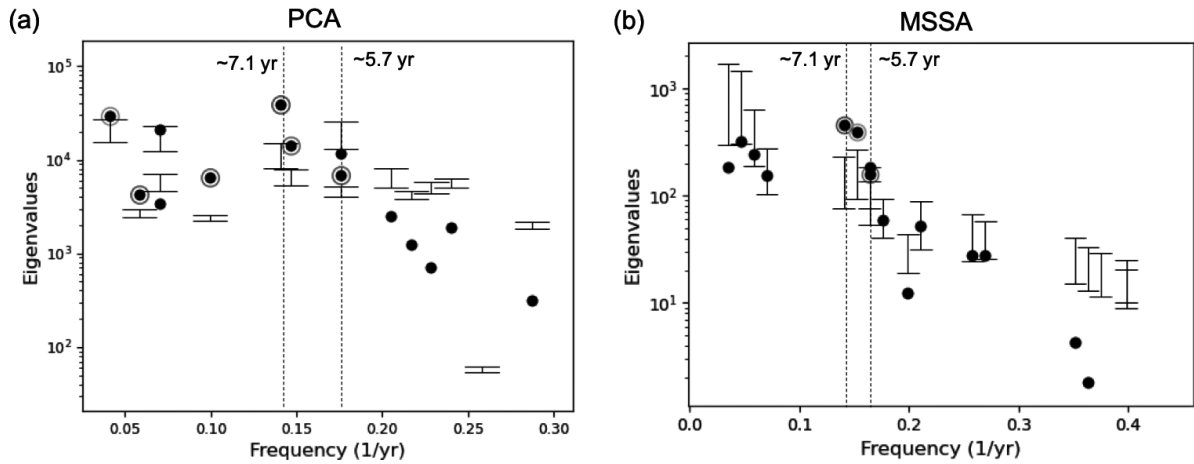 (a) PCA
~7.1 yr ~5.7 yr
10^5
10^4
10^3
10^2
Eigenvalues
0.05 0.10 0.15 0.20 0.25 0.30
Frequency (1/yr)
(b) MSSA
~7.1 yr ~5.7 yr
10^3
10^2
10^1
Eigenvalues
0.0 0.1 0.2 0.3 0.4
Frequency (1/yr)